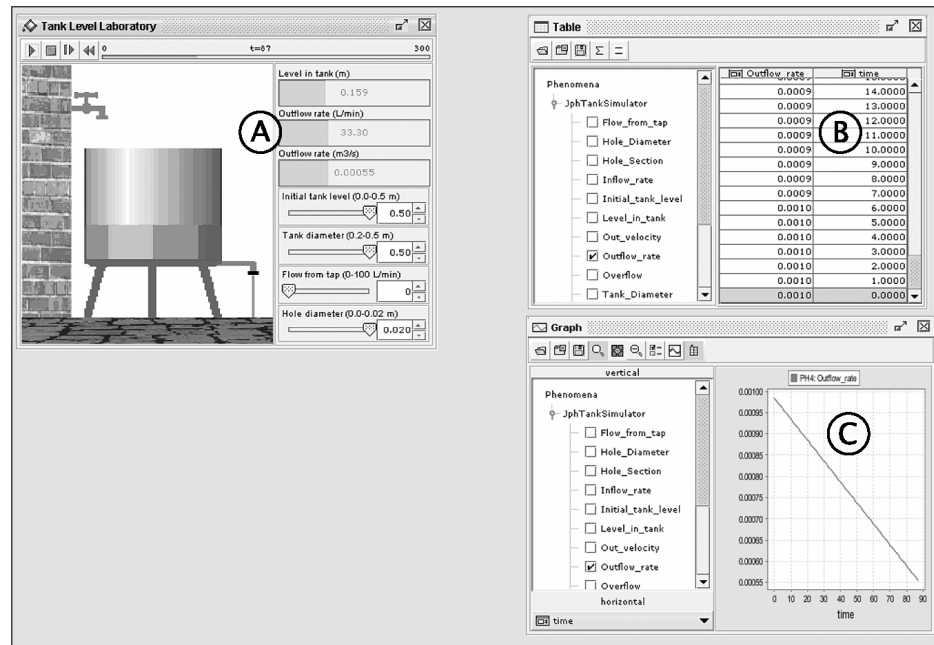 Tank Level Laboratory
0 t=87 300
Level in tank (m)
0.159
Outflow rate (L/min)
33.30
Outflow rate (m3/s)
0.00055
Initial tank level (0.0-0.5 m)
0.50
Tank diameter (0.2-0.5 m)
0.50
Flow from tap (0-100 L/min)
0
Hole diameter (0.0-0.02 m)
0.020
A
Table
Σ =
Phenomena
JphTankSimulator
Flow_from_tap
Hole_Diameter
Hole_Section
Inflow_rate
Initial_tank_level
Level_in_tank
Out_velocity
Outflow_rate
Overflow
Tank_Diameter
Outflow_rate time
0.0009 14.0000
0.0009 13.0000
0.0009 12.0000
0.0009 11.0000
0.0009 10.0000
0.0009 9.0000
0.0009 8.0000
0.0009 7.0000
0.0010 6.0000
0.0010 5.0000
0.0010 4.0000
0.0010 3.0000
0.0010 2.0000
0.0010 1.0000
0.0010 0.0000
B
Graph
vertical
Phenomena
JphTankSimulator
Flow_from_tap
Hole_Diameter
Hole_Section
Inflow_rate
Initial_tank_level
Level_in_tank
Out_velocity
Outflow_rate
Overflow
horizontal
time
PH4: Outflow_rate
0.00100
0.00095
0.00090
0.00085
0.00080
0.00075
0.00070
0.00065
0.00060
0.00055
0 10 20 30 40 50 60 70 80 90
time
C